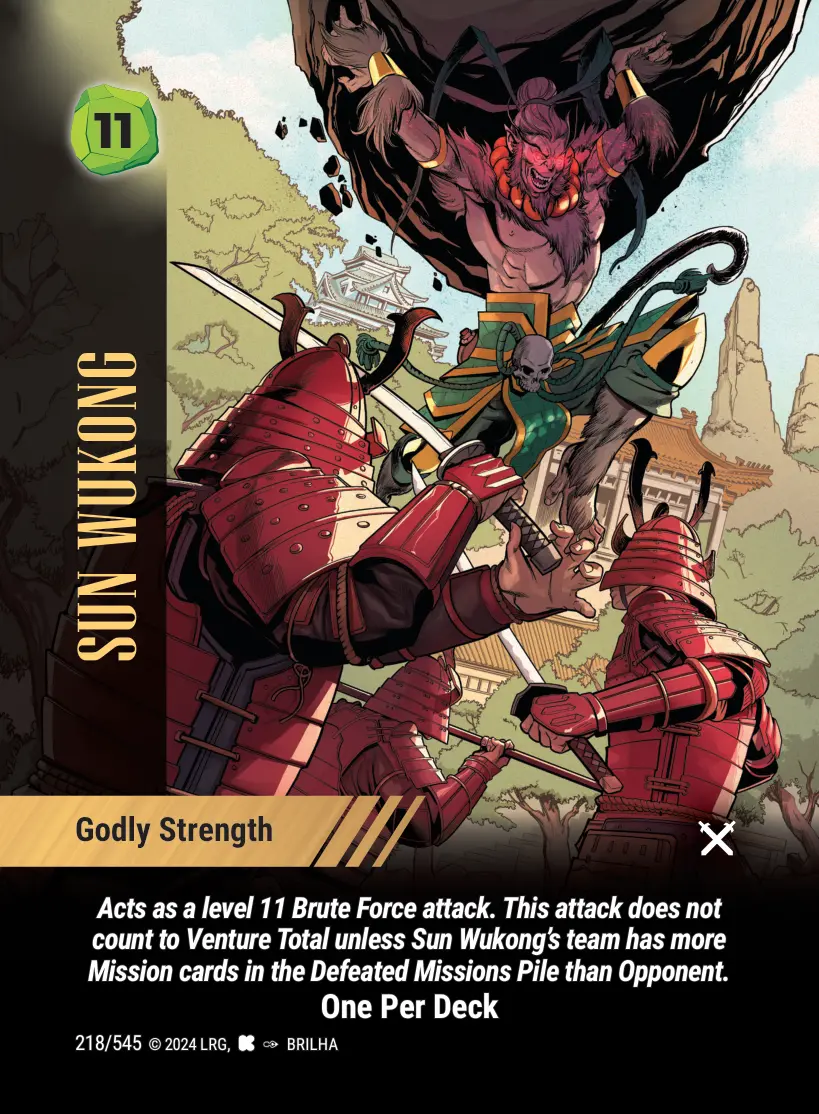 11
SUN WUKONG
Godly Strength
Acts as a level 11 Brute Force attack. This attack does not
count to Venture Total unless Sun Wukong's team has more
Mission cards in the Defeated Missions Pile than Opponent.
One Per Deck
218/545 © 2024 LRG, BRILHA